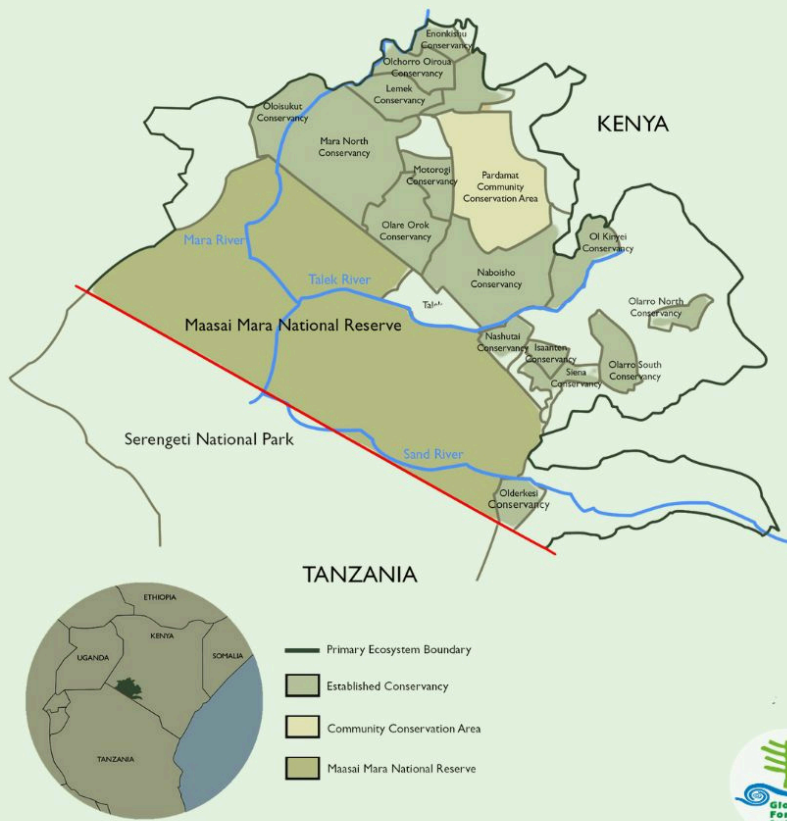 Enonkishu
Conservancy
Olchorro Oiroua
Conservancy
Lemek
Conservancy
Oloisukut
Conservancy
KENYA
Mara North
Conservancy
Motorogi
Conservancy
Pardamat
Community
Conservation Area
Olare Orok
Conservancy
Mara River
Ol Kinyei
Conservancy
Talek River
Naboisho
Conservancy
Olarro North
Conservancy
Maasai Mara National Reserve
Nashutai
Conservancy
Isaanten
Conservancy
Siena
Conservancy
Olarro South
Conservancy
Serengeti National Park
Sand River
Olderkesi
Conservancy
TANZANIA
ETHIOPIA
KENYA
UGANDA
SOMALIA
TANZANIA
Primary Ecosystem Boundary
Established Conservancy
Community Conservation Area
Maasai Mara National Reserve